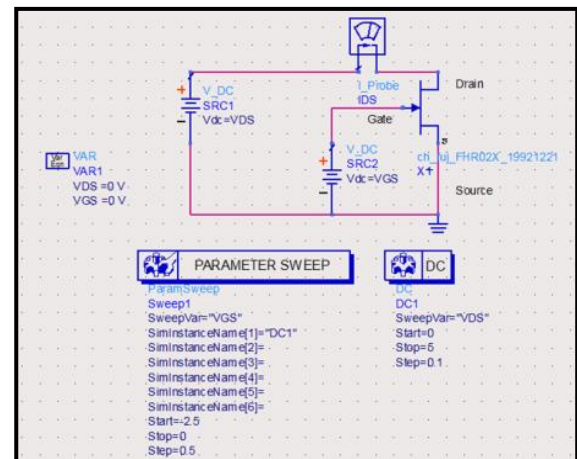 I_Probe
IDS
Drain
V_DC
SRC1
Vdc=VDS
Gate
V_DC
SRC2
Vdc=VGS
Var
Eqn
VAR
VAR1
VDS =0 V
VGS =0 V
Source
PARAMETER SWEEP
ParamSweep
Sweep1
SweepVar="VGS"
SimInstanceName[1]="DC1"
SimInstanceName[2]=
SimInstanceName[3]=
SimInstanceName[4]=
SimInstanceName[5]=
SimInstanceName[6]=
Start=-2.5
Stop=0
Step=0.5
DC
DC
DC1
SweepVar="VDS"
Start=0
Stop=5
Step=0.1